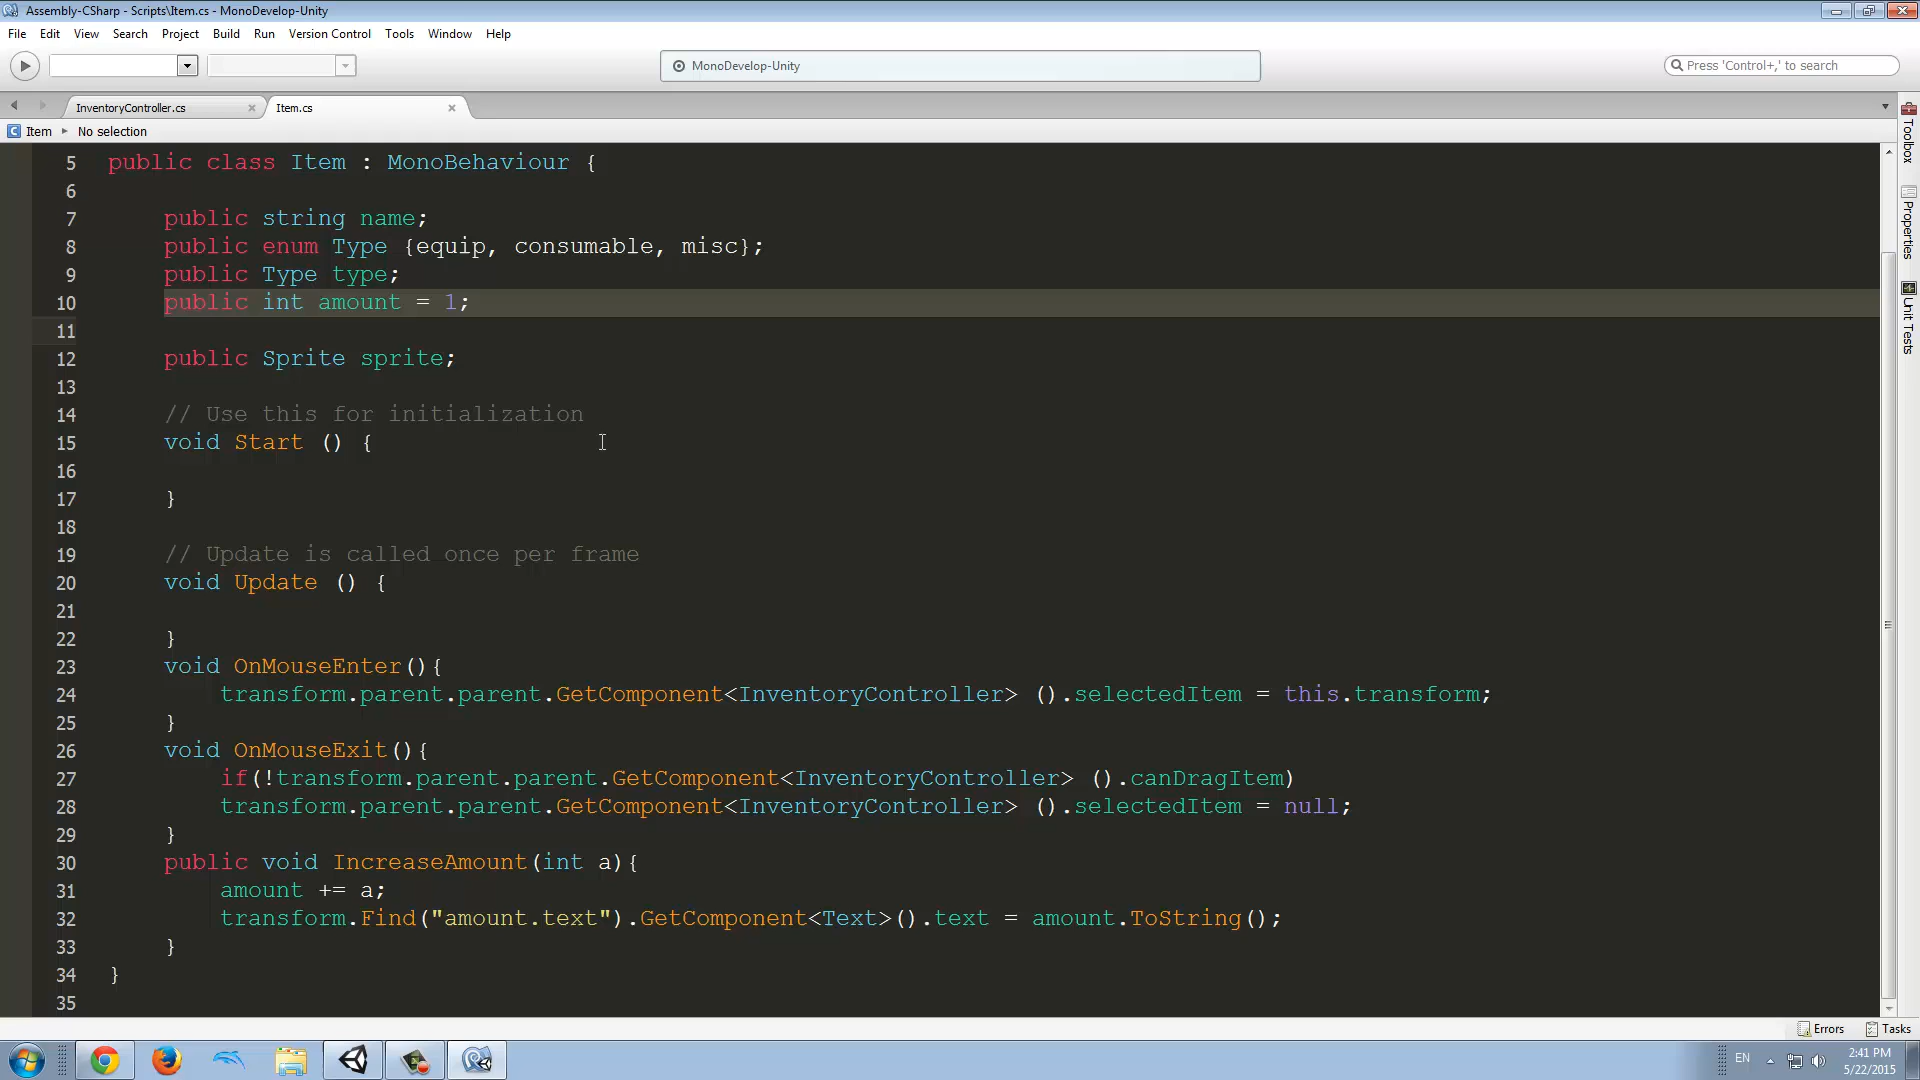 Assembly-CSharp - Scripts\Item.cs - MonoDevelop-Unity
File Edit View Search Project Build Run Version Control Tools Window Help
MonoDevelop-Unity
Press 'Control+,' to search
InventoryController.cs
Item.cs
Item No selection
5 public class Item : MonoBehaviour {
6
7 public string name;
8 public enum Type {equip, consumable, misc};
9 public Type type;
10 public int amount = 1;
11
12 public Sprite sprite;
13
14 // Use this for initialization
15 void Start () {
16
17 }
18
19 // Update is called once per frame
20 void Update () {
21
22 }
23 void OnMouseEnter(){
24 transform.parent.parent.GetComponent<InventoryController> ().selectedItem = this.transform;
25 }
26 void OnMouseExit(){
27 if(!transform.parent.parent.GetComponent<InventoryController> ().canDragItem)
28 transform.parent.parent.GetComponent<InventoryController> ().selectedItem = null;
29 }
30 public void IncreaseAmount(int a){
31 amount += a;
32 transform.Find("amount.text").GetComponent<Text>().text = amount.ToString();
33 }
34 }
35
Toolbox
Properties
Unit Tests
Errors Tasks
EN
2:41 PM
5/22/2015